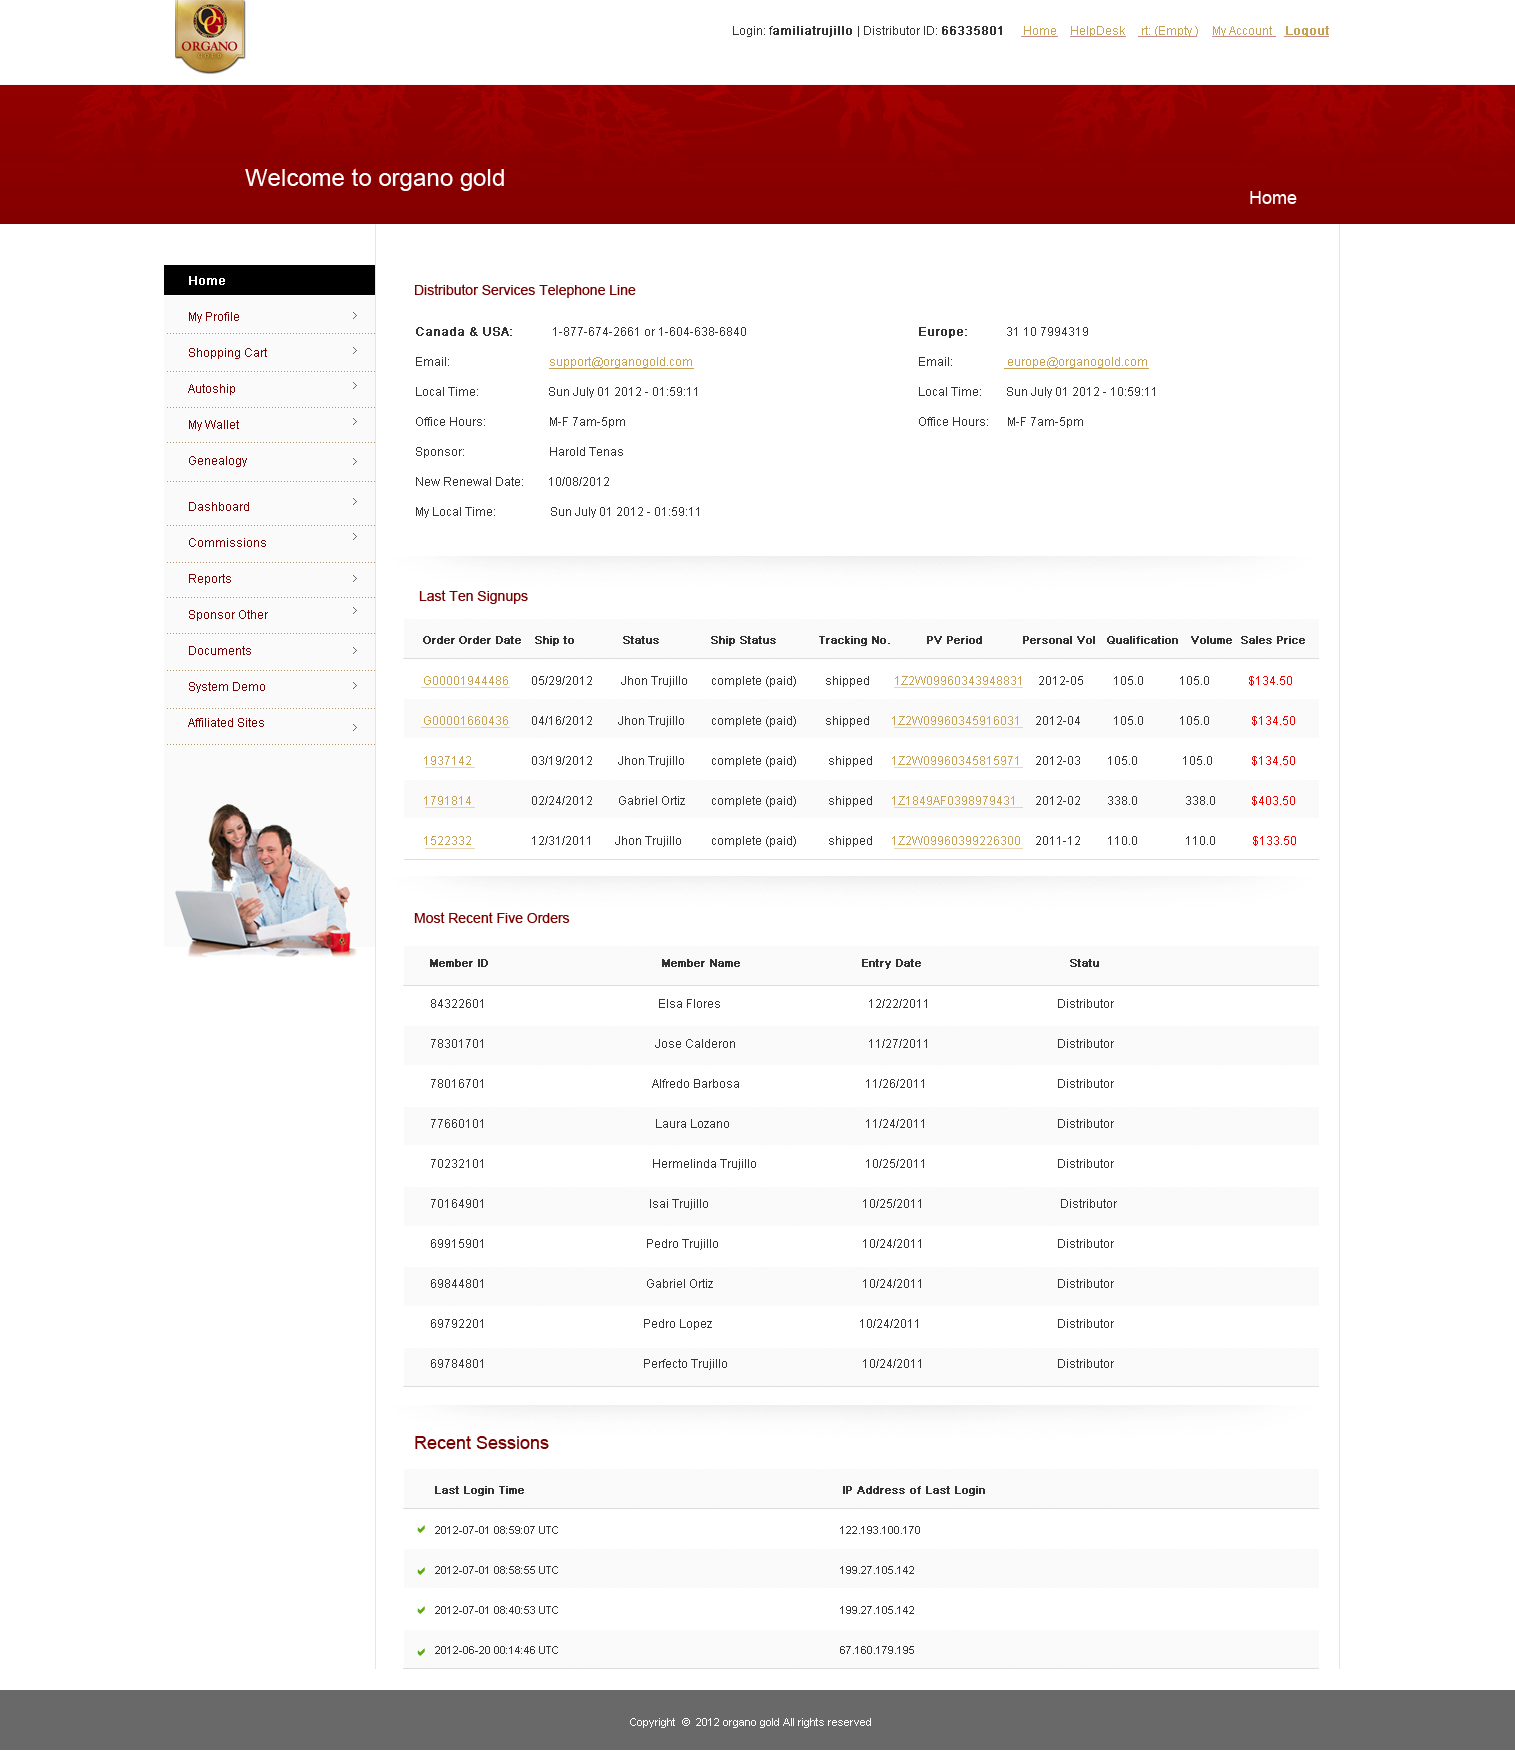 ORGANO
GOLD
Login: familiatrujillo | Distributor ID: 66335801 Home HelpDesk rt: (Empty ) My Account Logout
Welcome to organo gold
Home
Home
My Profile
Shopping Cart
Autoship
My Wallet
Genealogy
Dashboard
Commissions
Reports
Sponsor Other
Documents
System Demo
Affiliated Sites
Distributor Services Telephone Line
Canada & USA: 1-877-674-2661 or 1-604-638-6840 Europe: 31 10 7994319
Email: support@organogold.com Email: europe@organogold.com
Local Time: Sun July 01 2012 - 01:59:11 Local Time: Sun July 01 2012 - 10:59:11
Office Hours: M-F 7am-5pm Office Hours: M-F 7am-5pm
Sponsor: Harold Tenas
New Renewal Date: 10/08/2012
My Local Time: Sun July 01 2012 - 01:59:11
Last Ten Signups
Order Order Date Ship to Status Ship Status Tracking No. PV Period Personal Vol Qualification Volume Sales Price
G00001944486 05/29/2012 Jhon Trujillo complete (paid) shipped 1Z2W09960343948831 2012-05 105.0 105.0 $134.50
G00001660436 04/16/2012 Jhon Trujillo complete (paid) shipped 1Z2W09960345916031 2012-04 105.0 105.0 $134.50
1937142 03/19/2012 Jhon Trujillo complete (paid) shipped 1Z2W09960345815971 2012-03 105.0 105.0 $134.50
1791814 02/24/2012 Gabriel Ortiz complete (paid) shipped 1Z1849AF0398979431 2012-02 338.0 338.0 $403.50
1522332 12/31/2011 Jhon Trujillo complete (paid) shipped 1Z2W09960399226300 2011-12 110.0 110.0 $133.50
Most Recent Five Orders
Member ID Member Name Entry Date Statu
84322601 Elsa Flores 12/22/2011 Distributor
78301701 Jose Calderon 11/27/2011 Distributor
78016701 Alfredo Barbosa 11/26/2011 Distributor
77660101 Laura Lozano 11/24/2011 Distributor
70232101 Hermelinda Trujillo 10/25/2011 Distributor
70164901 Isai Trujillo 10/25/2011 Distributor
69915901 Pedro Trujillo 10/24/2011 Distributor
69844801 Gabriel Ortiz 10/24/2011 Distributor
69792201 Pedro Lopez 10/24/2011 Distributor
69784801 Perfecto Trujillo 10/24/2011 Distributor
Recent Sessions
Last Login Time IP Address of Last Login
2012-07-01 08:59:07 UTC 122.193.100.170
2012-07-01 08:58:55 UTC 199.27.105.142
2012-07-01 08:40:53 UTC 199.27.105.142
2012-06-20 00:14:46 UTC 67.160.179.195
Copyright © 2012 organo gold All rights reserved